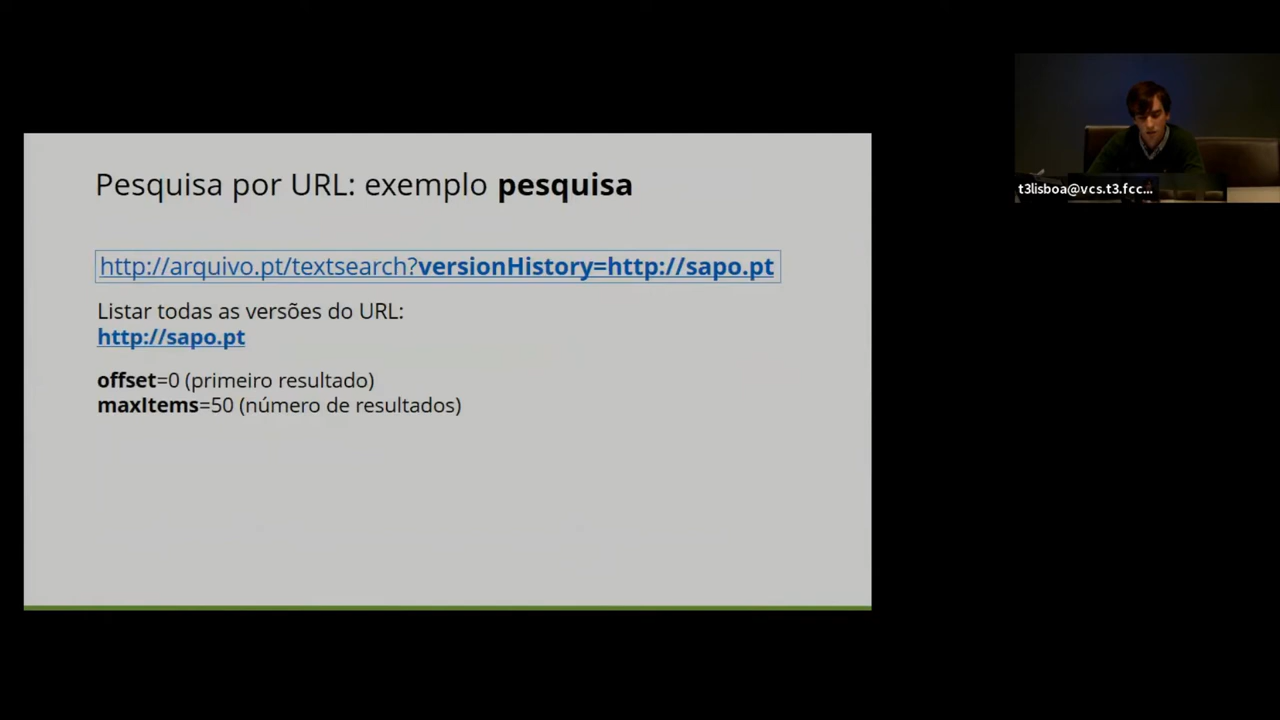 Pesquisa por URL: exemplo pesquisa
http://arquivo.pt/textsearch?versionHistory=http://sapo.pt
Listar todas as versões do URL:
http://sapo.pt
offset=0 (primeiro resultado)
maxItems=50 (número de resultados)
t3lisboa@vcs.t3.fcc...